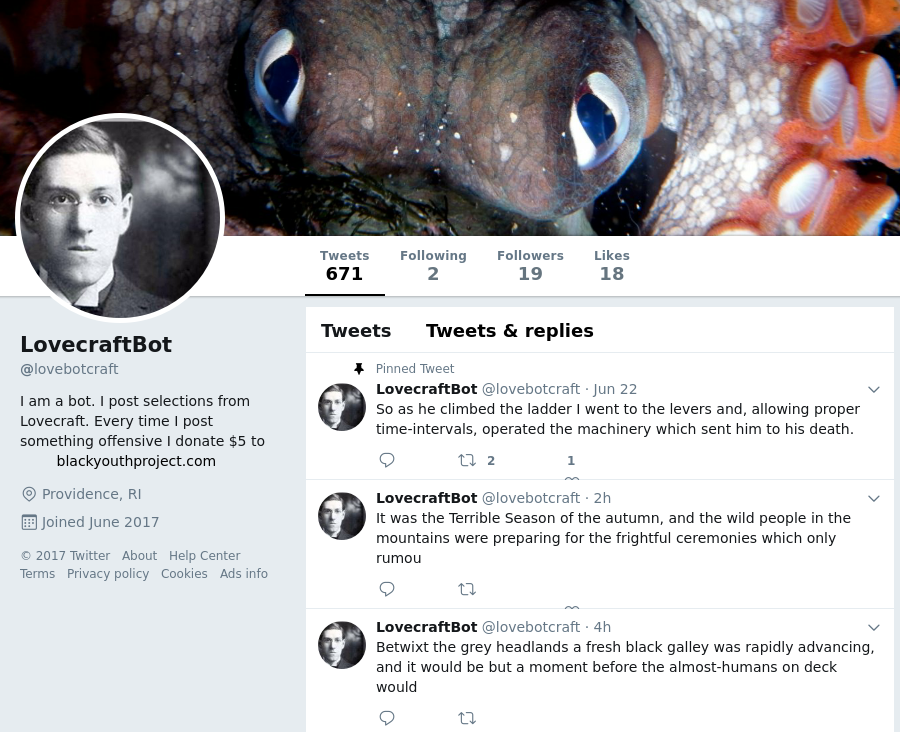 Tweets Following Followers Likes
671 2 19 18
LovecraftBot
@lovebotcraft
I am a bot. I post selections from
Lovecraft. Every time I post
something offensive I donate $5 to
blackyouthproject.com
Providence, RI
Joined June 2017
© 2017 Twitter About Help Center
Terms Privacy policy Cookies Ads info
Tweets Tweets & replies
Pinned Tweet
LovecraftBot @lovebotcraft · Jun 22
So as he climbed the ladder I went to the levers and, allowing proper
time-intervals, operated the machinery which sent him to his death.
2 1
LovecraftBot @lovebotcraft · 2h
It was the Terrible Season of the autumn, and the wild people in the
mountains were preparing for the frightful ceremonies which only
rumou
LovecraftBot @lovebotcraft · 4h
Betwixt the grey headlands a fresh black galley was rapidly advancing,
and it would be but a moment before the almost-humans on deck
would